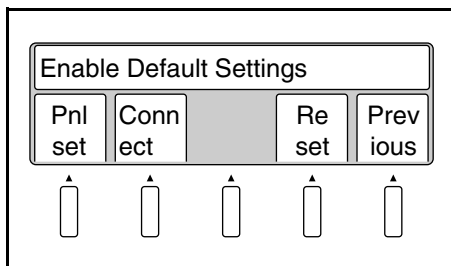 Enable Default Settings
Pnl set
Conn ect
Re set
Prev ious